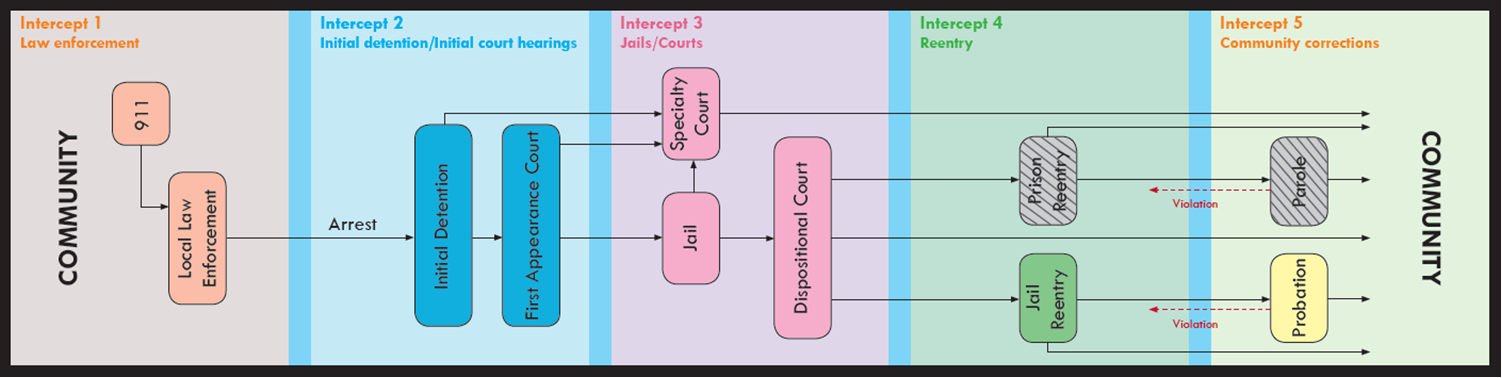 Intercept 1
Law enforcement
Intercept 2
Initial detention/Initial court hearings
Intercept 3
Jails/Courts
Intercept 4
Reentry
Intercept 5
Community corrections
COMMUNITY
911
Local Law
Enforcement
Arrest
Initial Detention
First Appearance Court
Specialty
Court
Jail
Dispositional Court
Prison
Reentry
Jail
Reentry
Violation
Violation
Parole
Probation
COMMUNITY